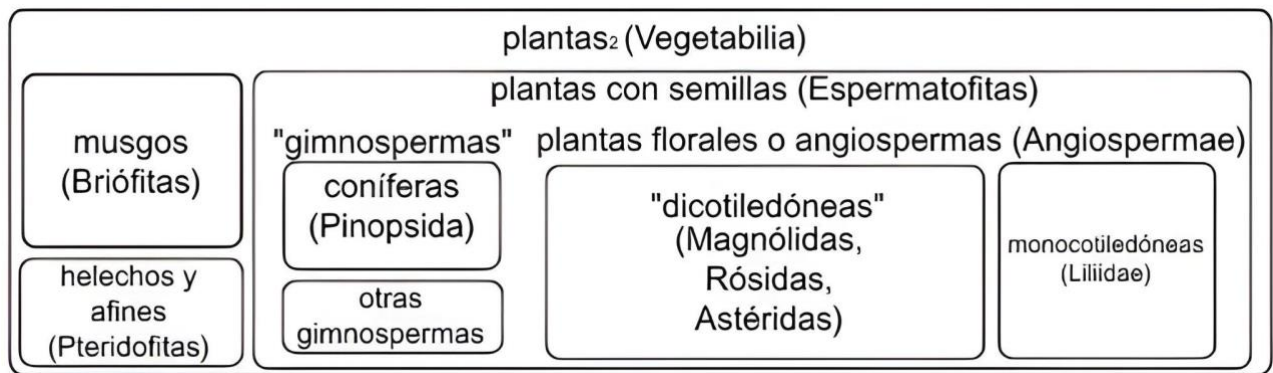 plantas₂ (Vegetabilia)
plantas con semillas (Espermatofitas)
musgos
(Briófitas)
helechos y
afines
(Pteridofitas)
"gimnospermas"
coníferas
(Pinopsida)
otras
gimnospermas
plantas florales o angiospermas (Angiospermae)
"dicotiledóneas"
(Magnólidas,
Rósidas,
Astéridas)
monocotiledóneas
(Liliidae)